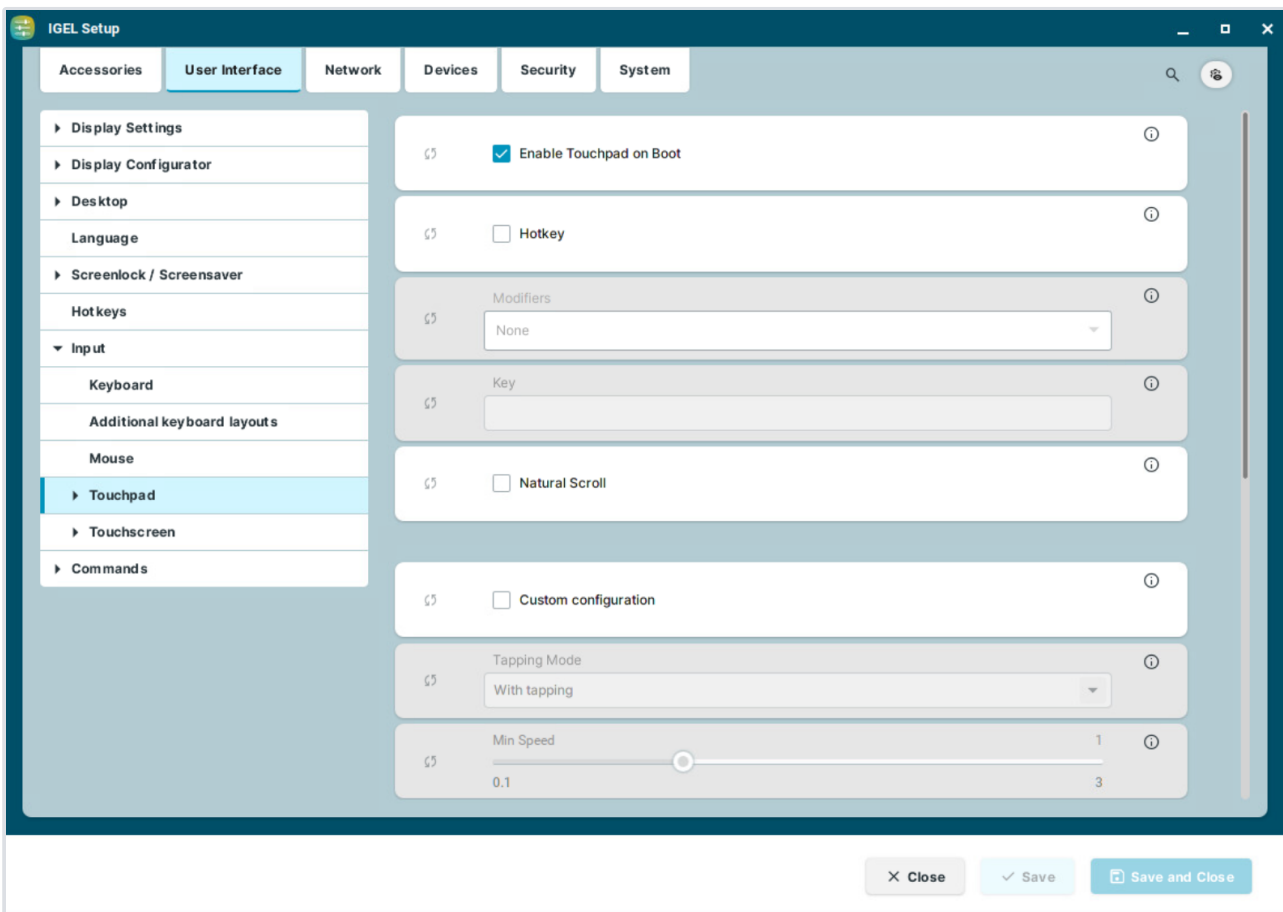 IGEL Setup
Accessories
User Interface
Network
Devices
Security
System
Display Settings
Display Configurator
Desktop
Language
Screenlock / Screensaver
Hotkeys
Input
Keyboard
Additional keyboard layouts
Mouse
Touchpad
Touchscreen
Commands
Enable Touchpad on Boot
Hotkey
Modifiers
None
Key
Natural Scroll
Custom configuration
Tapping Mode
With tapping
Min Speed 1
0.1 3
Close
Save
Save and Close